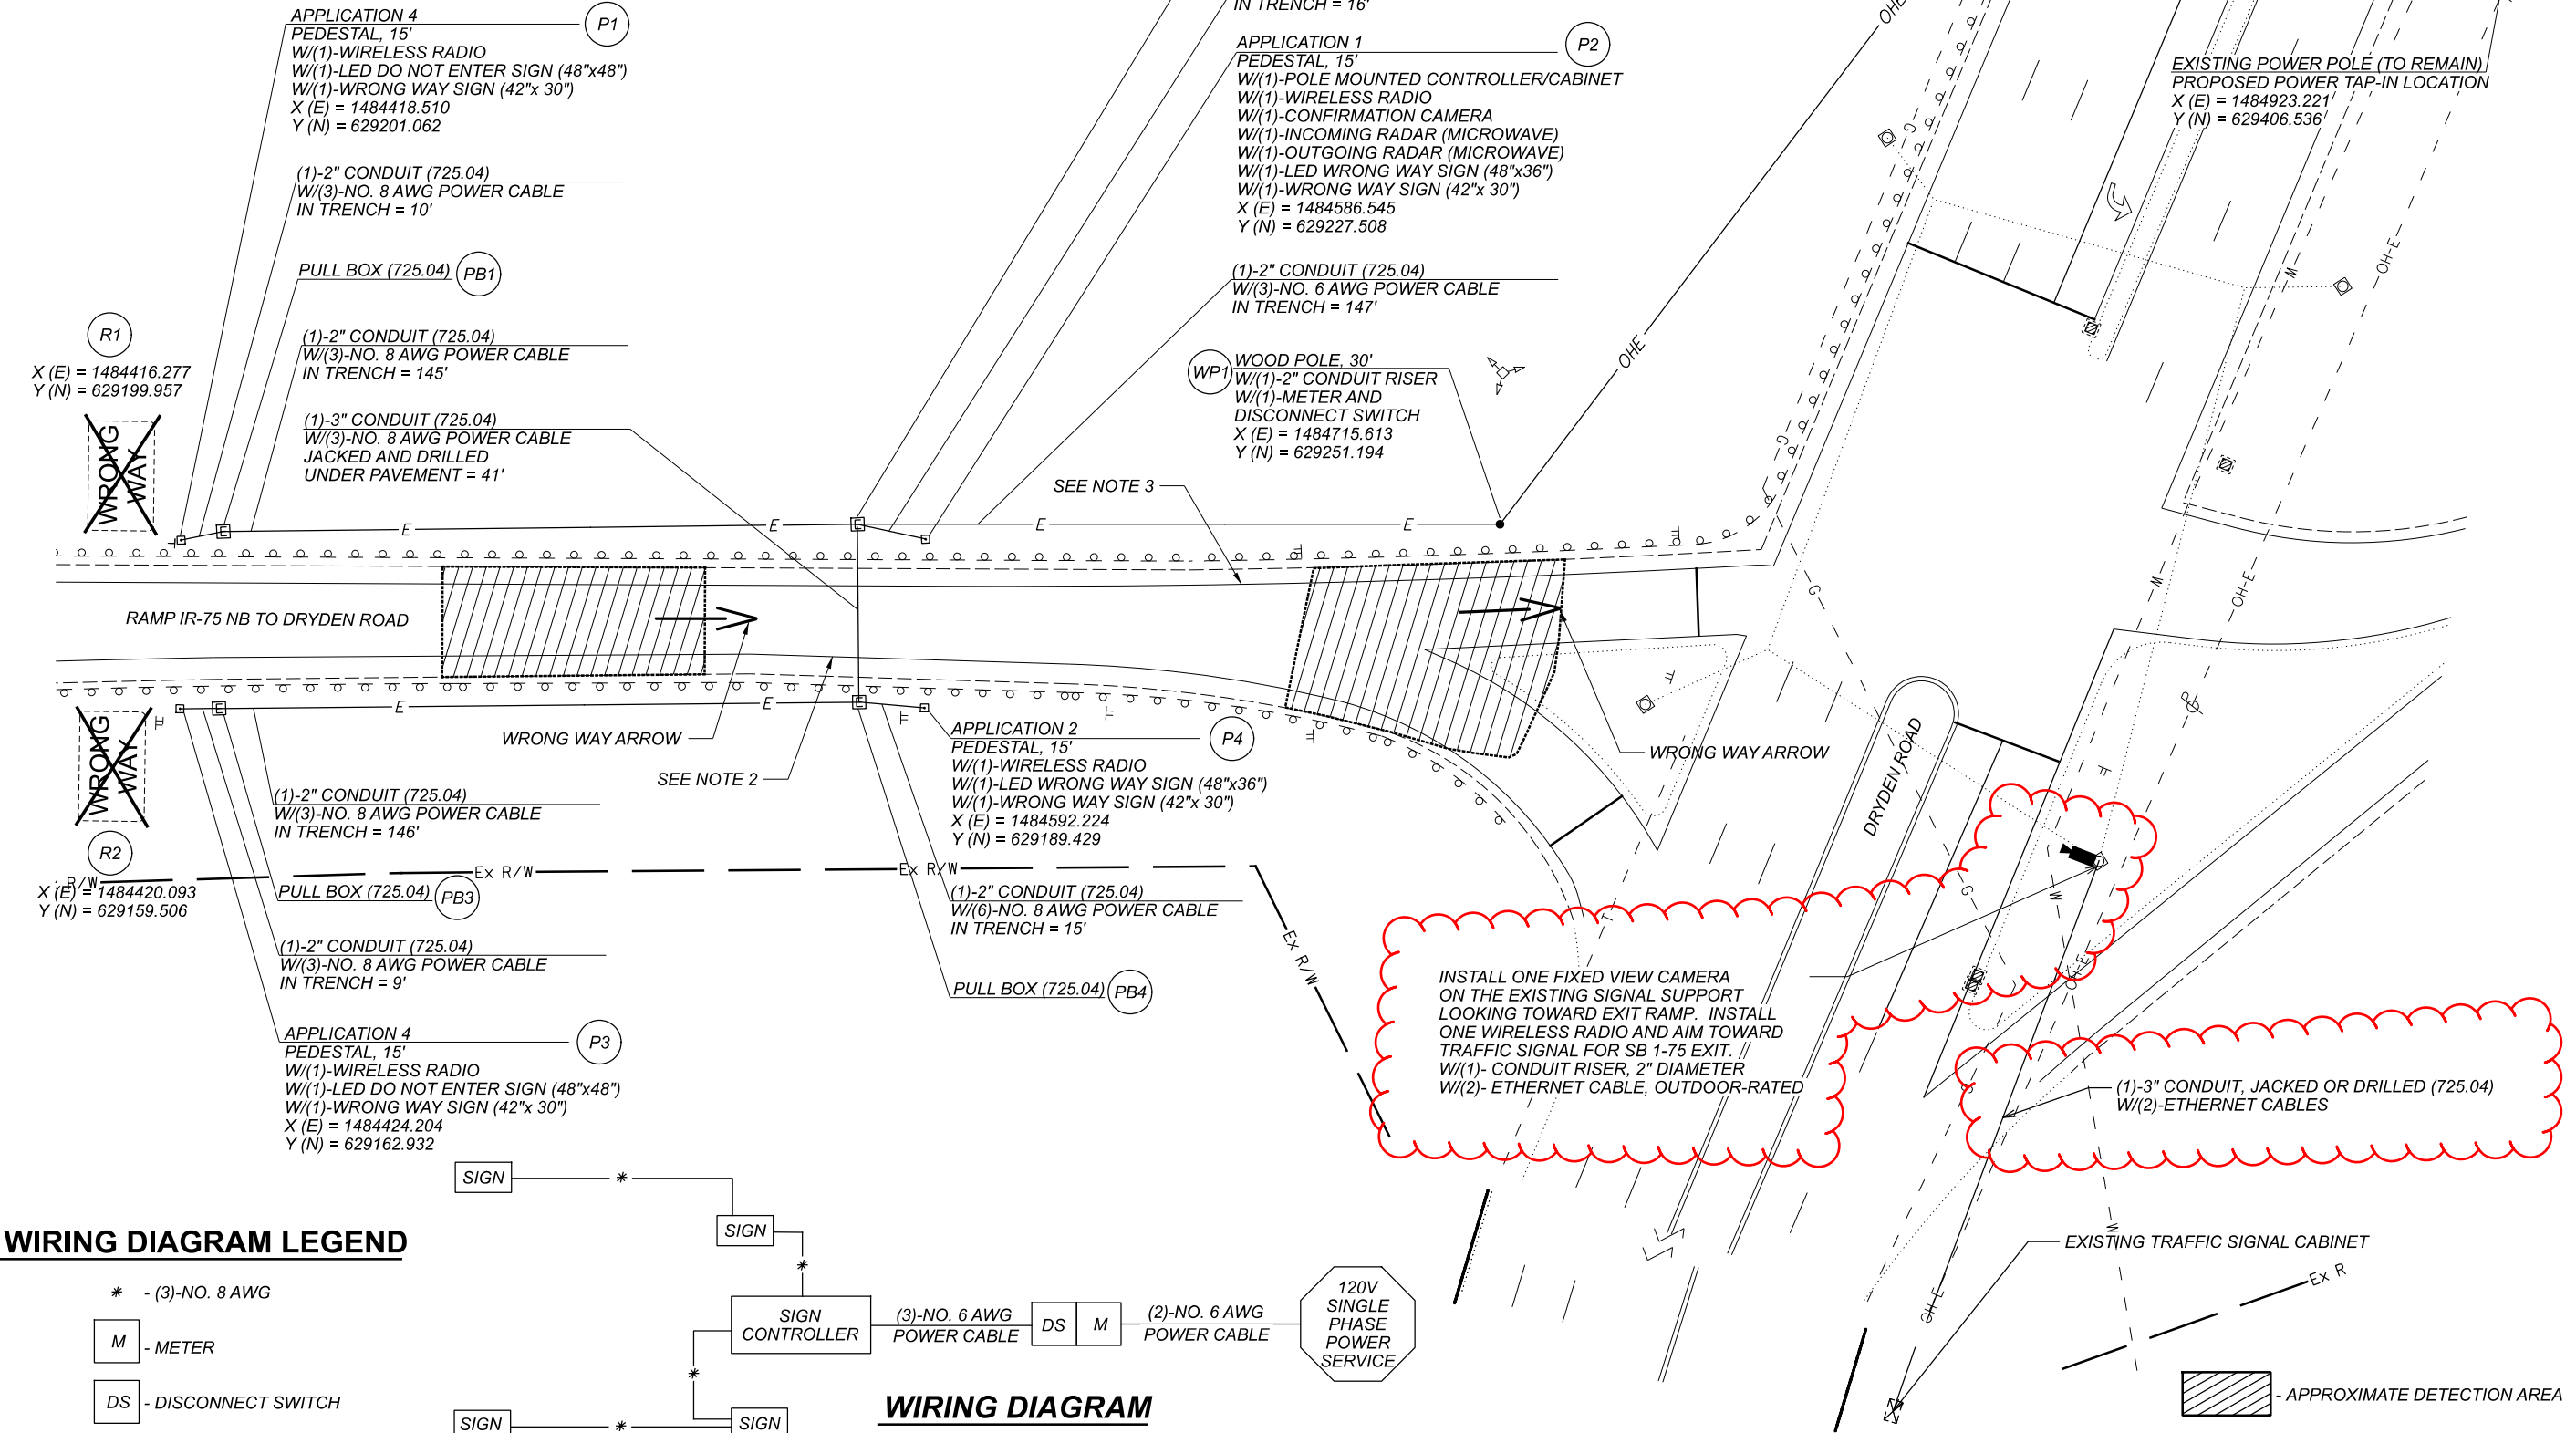 APPLICATION 4
P1
PEDESTAL, 15'
W/(1)-WIRELESS RADIO
W/(1)-LED DO NOT ENTER SIGN (48"x48")
W/(1)-WRONG WAY SIGN (42"x 30")
X (E) = 1484418.510
Y (N) = 629201.062
(1)-2" CONDUIT (725.04)
W/(3)-NO. 8 AWG POWER CABLE
IN TRENCH = 10'
PULL BOX (725.04)
PB1
R1
X (E) = 1484416.277
Y (N) = 629199.957
(1)-2" CONDUIT (725.04)
W/(3)-NO. 8 AWG POWER CABLE
IN TRENCH = 145'
(1)-3" CONDUIT (725.04)
W/(3)-NO. 8 AWG POWER CABLE
JACKED AND DRILLED
UNDER PAVEMENT = 41'
WRONG
WAY
IN TRENCH = 16'
APPLICATION 1
P2
PEDESTAL, 15'
W/(1)-POLE MOUNTED CONTROLLER/CABINET
W/(1)-WIRELESS RADIO
W/(1)-CONFIRMATION CAMERA
W/(1)-INCOMING RADAR (MICROWAVE)
W/(1)-OUTGOING RADAR (MICROWAVE)
W/(1)-LED WRONG WAY SIGN (48"x36")
W/(1)-WRONG WAY SIGN (42"x 30")
X (E) = 1484586.545
Y (N) = 629227.508
(1)-2" CONDUIT (725.04)
W/(3)-NO. 6 AWG POWER CABLE
IN TRENCH = 147'
WP1
WOOD POLE, 30'
W/(1)-2" CONDUIT RISER
W/(1)-METER AND
DISCONNECT SWITCH
X (E) = 1484715.613
Y (N) = 629251.194
SEE NOTE 3
OHE
OHE
EXISTING POWER POLE (TO REMAIN)
PROPOSED POWER TAP-IN LOCATION
X (E) = 1484923.221
Y (N) = 629406.536
G
G
W
OH-E
E
E
E
E
E
E
RAMP IR-75 NB TO DRYDEN ROAD
W
OH-E
G
E
E
E
E
WRONG
WAY
R2
R/W
X (E) = 1484420.093
Y (N) = 629159.506
WRONG WAY ARROW
SEE NOTE 2
WRONG WAY ARROW
DRYDEN ROAD
APPLICATION 2
P4
PEDESTAL, 15'
W/(1)-WIRELESS RADIO
W/(1)-LED WRONG WAY SIGN (48"x36")
W/(1)-WRONG WAY SIGN (42"x 30")
X (E) = 1484592.224
Y (N) = 629189.429
(1)-2" CONDUIT (725.04)
W/(3)-NO. 8 AWG POWER CABLE
IN TRENCH = 146'
Ex R/W
Ex R/W
PULL BOX (725.04)
PB3
(1)-2" CONDUIT (725.04)
W/(6)-NO. 8 AWG POWER CABLE
IN TRENCH = 15'
(1)-2" CONDUIT (725.04)
W/(3)-NO. 8 AWG POWER CABLE
IN TRENCH = 9'
PULL BOX (725.04)
PB4
Ex R/W
T
G
W
OH-E
INSTALL ONE FIXED VIEW CAMERA
ON THE EXISTING SIGNAL SUPPORT
LOOKING TOWARD EXIT RAMP. INSTALL
ONE WIRELESS RADIO AND AIM TOWARD
TRAFFIC SIGNAL FOR SB 1-75 EXIT.
W/(1)- CONDUIT RISER, 2" DIAMETER
W/(2)- ETHERNET CABLE, OUTDOOR-RATED
(1)-3" CONDUIT, JACKED OR DRILLED (725.04)
W/(2)-ETHERNET CABLES
APPLICATION 4
P3
PEDESTAL, 15'
W/(1)-WIRELESS RADIO
W/(1)-LED DO NOT ENTER SIGN (48"x48")
W/(1)-WRONG WAY SIGN (42"x 30")
X (E) = 1484424.204
Y (N) = 629162.932
W
EXISTING TRAFFIC SIGNAL CABINET
Ex R
OH-E
WIRING DIAGRAM LEGEND
* - (3)-NO. 8 AWG
M - METER
DS - DISCONNECT SWITCH
SIGN
*
SIGN
*
SIGN
CONTROLLER
(3)-NO. 6 AWG
POWER CABLE
DS
M
(2)-NO. 6 AWG
POWER CABLE
120V
SINGLE
PHASE
POWER
SERVICE
*
SIGN
*
SIGN
WIRING DIAGRAM
- APPROXIMATE DETECTION AREA